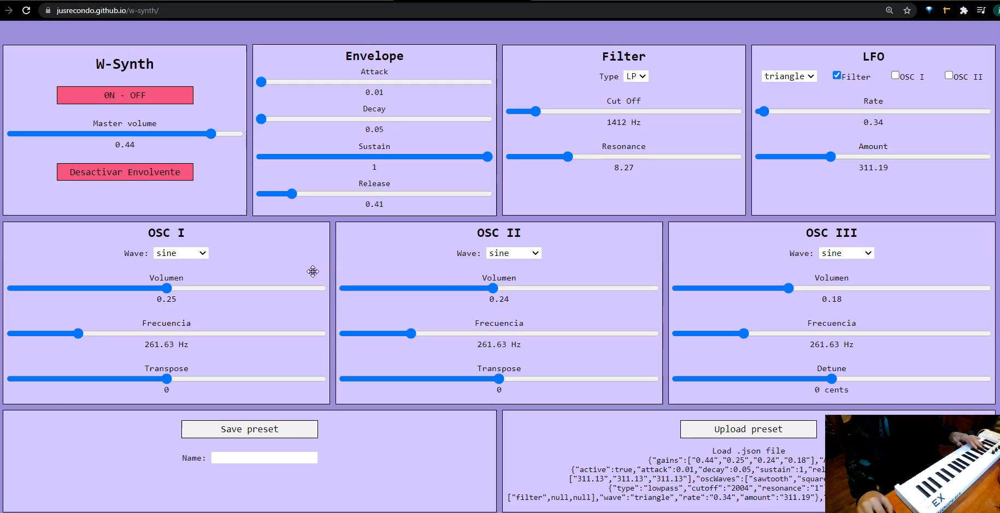 jusrecondo.github.io/w-synth/
W-Synth
0N - OFF
Master volume
0.44
Desactivar Envolvente
Envelope
Attack
0.01
Decay
0.05
Sustain
1
Release
0.41
Filter
Type LP
Cut Off
1412 Hz
Resonance
8.27
LFO
triangle Filter OSC I OSC II
Rate
0.34
Amount
311.19
OSC I
Wave: sine
Volumen
0.25
Frecuencia
261.63 Hz
Transpose
0
OSC II
Wave: sine
Volumen
0.24
Frecuencia
261.63 Hz
Transpose
0
OSC III
Wave: sine
Volumen
0.18
Frecuencia
261.63 Hz
Detune
0 cents
Save preset
Name:
Upload preset
Load .json file
{"gains":["0.44","0.25","0.24","0.18"],"
{"active":true,"attack":0.01,"decay":0.05,"sustain":1,"rel
["311.13","311.13","311.13"],"oscWaves":["sawtooth","square
{"type":"lowpass","cutoff":"2004","resonance":"1"
["filter",null,null],"wave":"triangle","rate":"0.34","amount":"311.19"},
EX